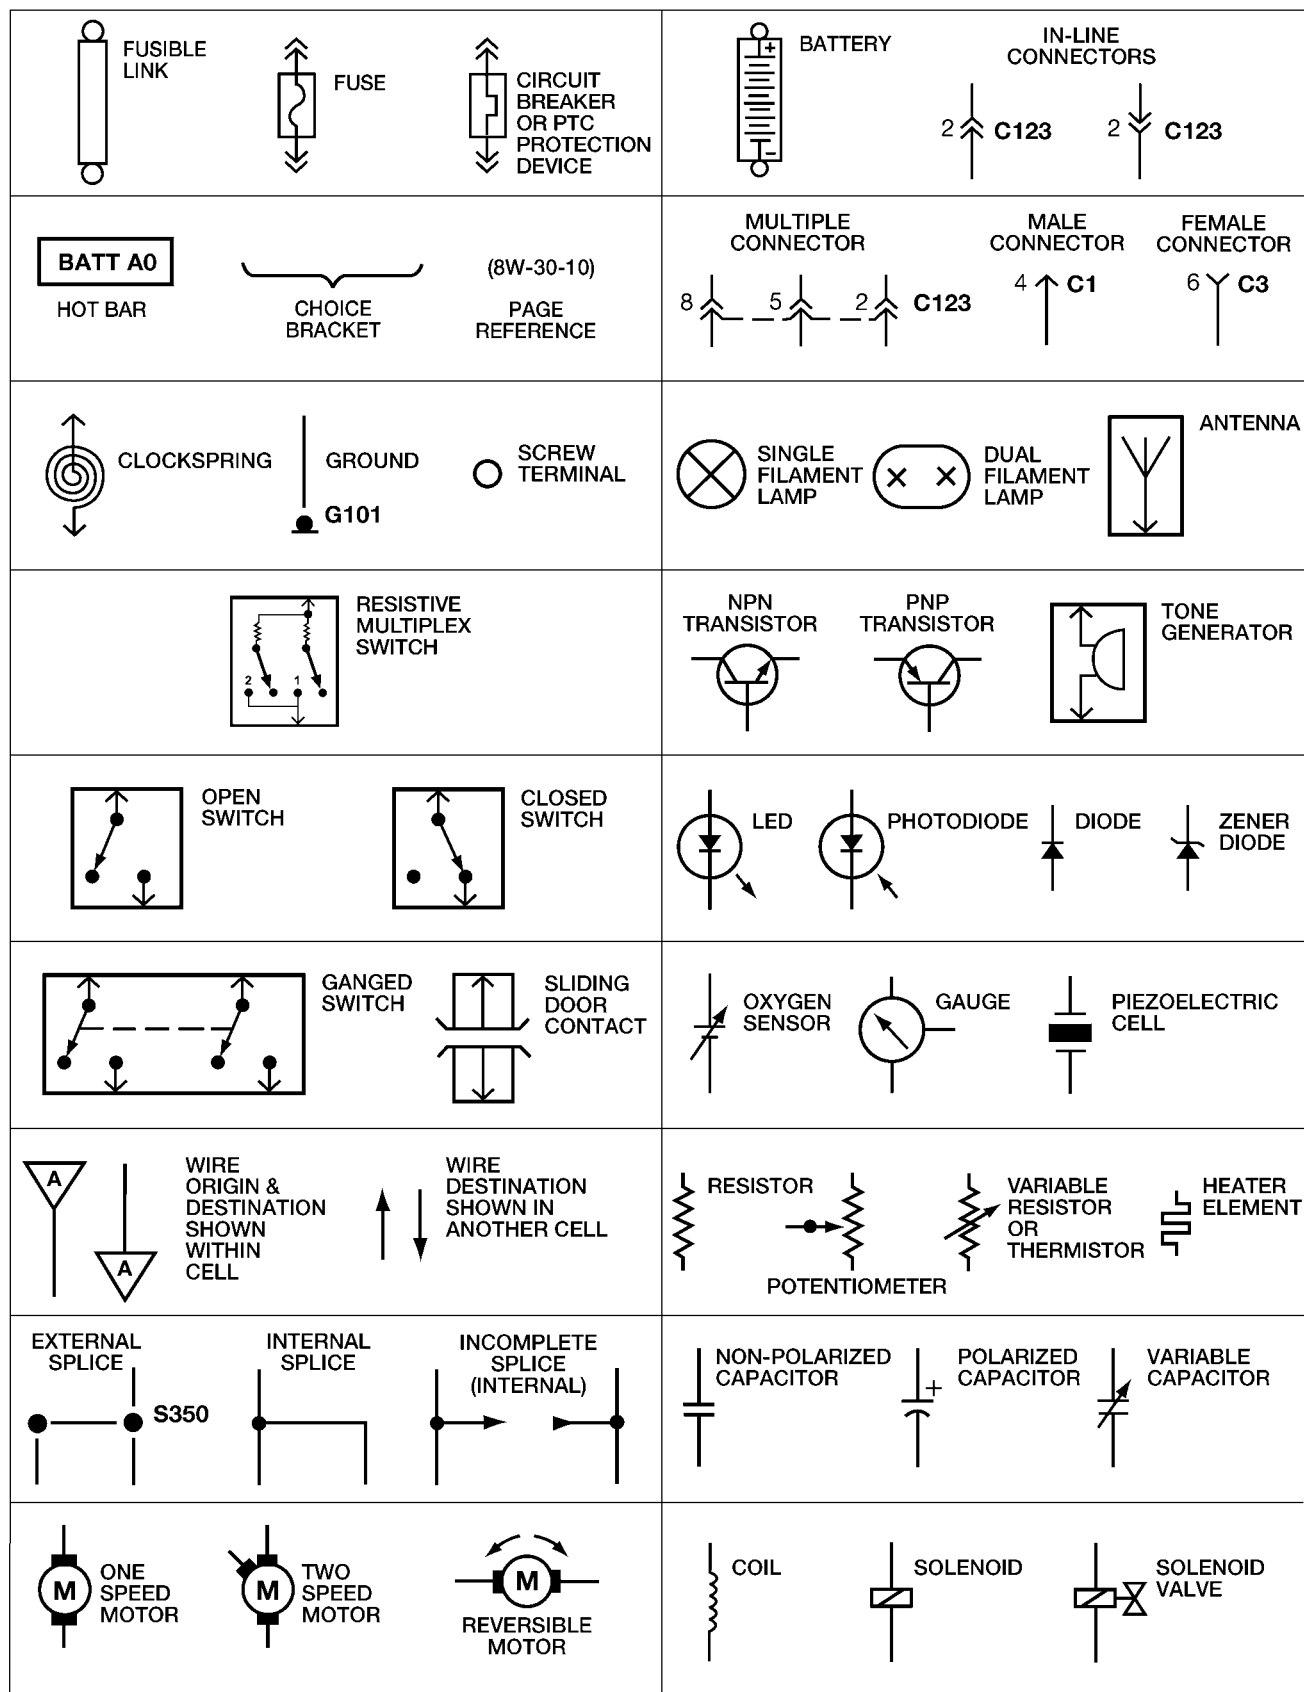 FUSIBLE
LINK
FUSE
CIRCUIT
BREAKER
OR PTC
PROTECTION
DEVICE
+
-
BATTERY
IN-LINE
CONNECTORS
2 C123
2 C123
BATT A0
HOT BAR
CHOICE
BRACKET
(8W-30-10)
PAGE
REFERENCE
MULTIPLE
CONNECTOR
8 5 2 C123
MALE
CONNECTOR
4 C1
FEMALE
CONNECTOR
6 C3
CLOCKSPRING
GROUND
G101
SCREW
TERMINAL
SINGLE
FILAMENT
LAMP
DUAL
FILAMENT
LAMP
ANTENNA
2 1
RESISTIVE
MULTIPLEX
SWITCH
NPN
TRANSISTOR
PNP
TRANSISTOR
TONE
GENERATOR
OPEN
SWITCH
CLOSED
SWITCH
LED
PHOTODIODE
DIODE
ZENER
DIODE
GANGED
SWITCH
SLIDING
DOOR
CONTACT
OXYGEN
SENSOR
GAUGE
PIEZOELECTRIC
CELL
A
A
WIRE
ORIGIN &
DESTINATION
SHOWN
WITHIN
CELL
WIRE
DESTINATION
SHOWN IN
ANOTHER CELL
RESISTOR
POTENTIOMETER
VARIABLE
RESISTOR
OR
THERMISTOR
HEATER
ELEMENT
EXTERNAL
SPLICE
S350
INTERNAL
SPLICE
INCOMPLETE
SPLICE
(INTERNAL)
NON-POLARIZED
CAPACITOR
+
POLARIZED
CAPACITOR
VARIABLE
CAPACITOR
M
ONE
SPEED
MOTOR
M
TWO
SPEED
MOTOR
M
REVERSIBLE
MOTOR
COIL
SOLENOID
SOLENOID
VALVE